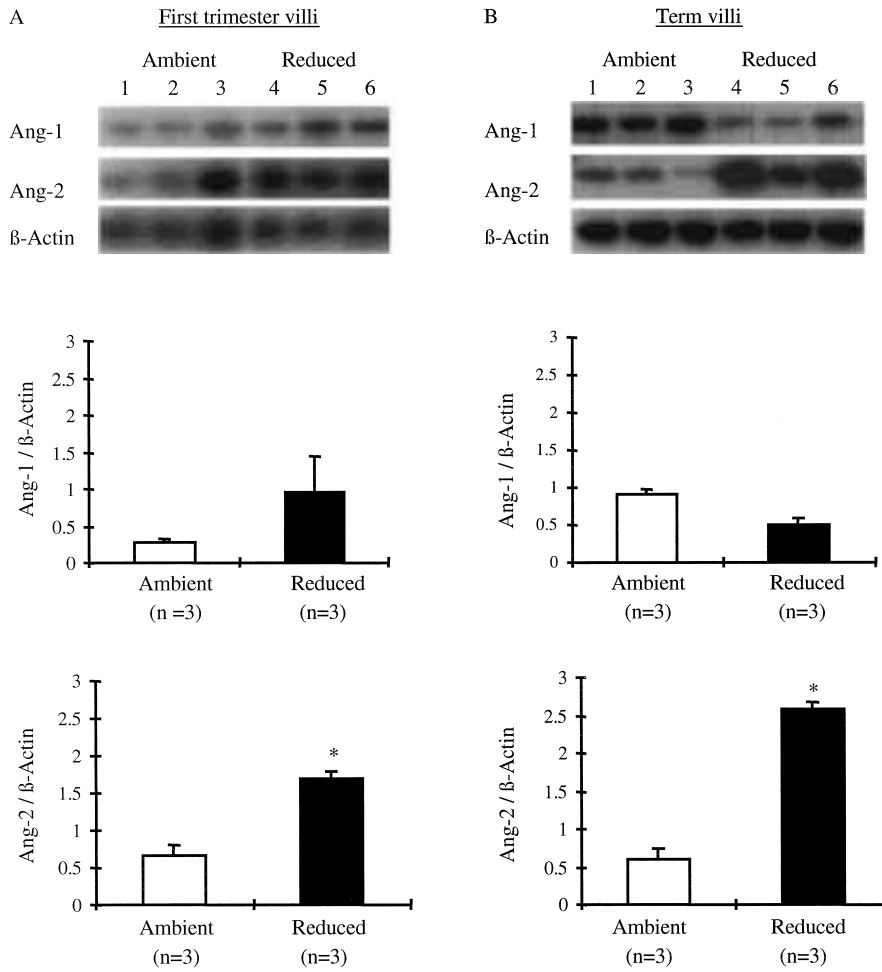 A First trimester villi
Ambient Reduced
1 2 3 4 5 6
Ang-1
Ang-2
ß-Actin
3
2.5
2
1.5
1
0.5
0
Ang-1 / ß-Actin
Ambient Reduced
(n =3) (n=3)
3
2.5
2
1.5
1
0.5
0
Ang-2 / ß-Actin
*
Ambient Reduced
(n=3) (n=3)
B Term villi
Ambient Reduced
1 2 3 4 5 6
Ang-1
Ang-2
ß-Actin
3
2.5
2
1.5
1
0.5
0
Ang-1 / ß-Actin
Ambient Reduced
(n=3) (n=3)
3
2.5
2
1.5
1
0.5
0
Ang-2 / ß-Actin
*
Ambient Reduced
(n=3) (n=3)